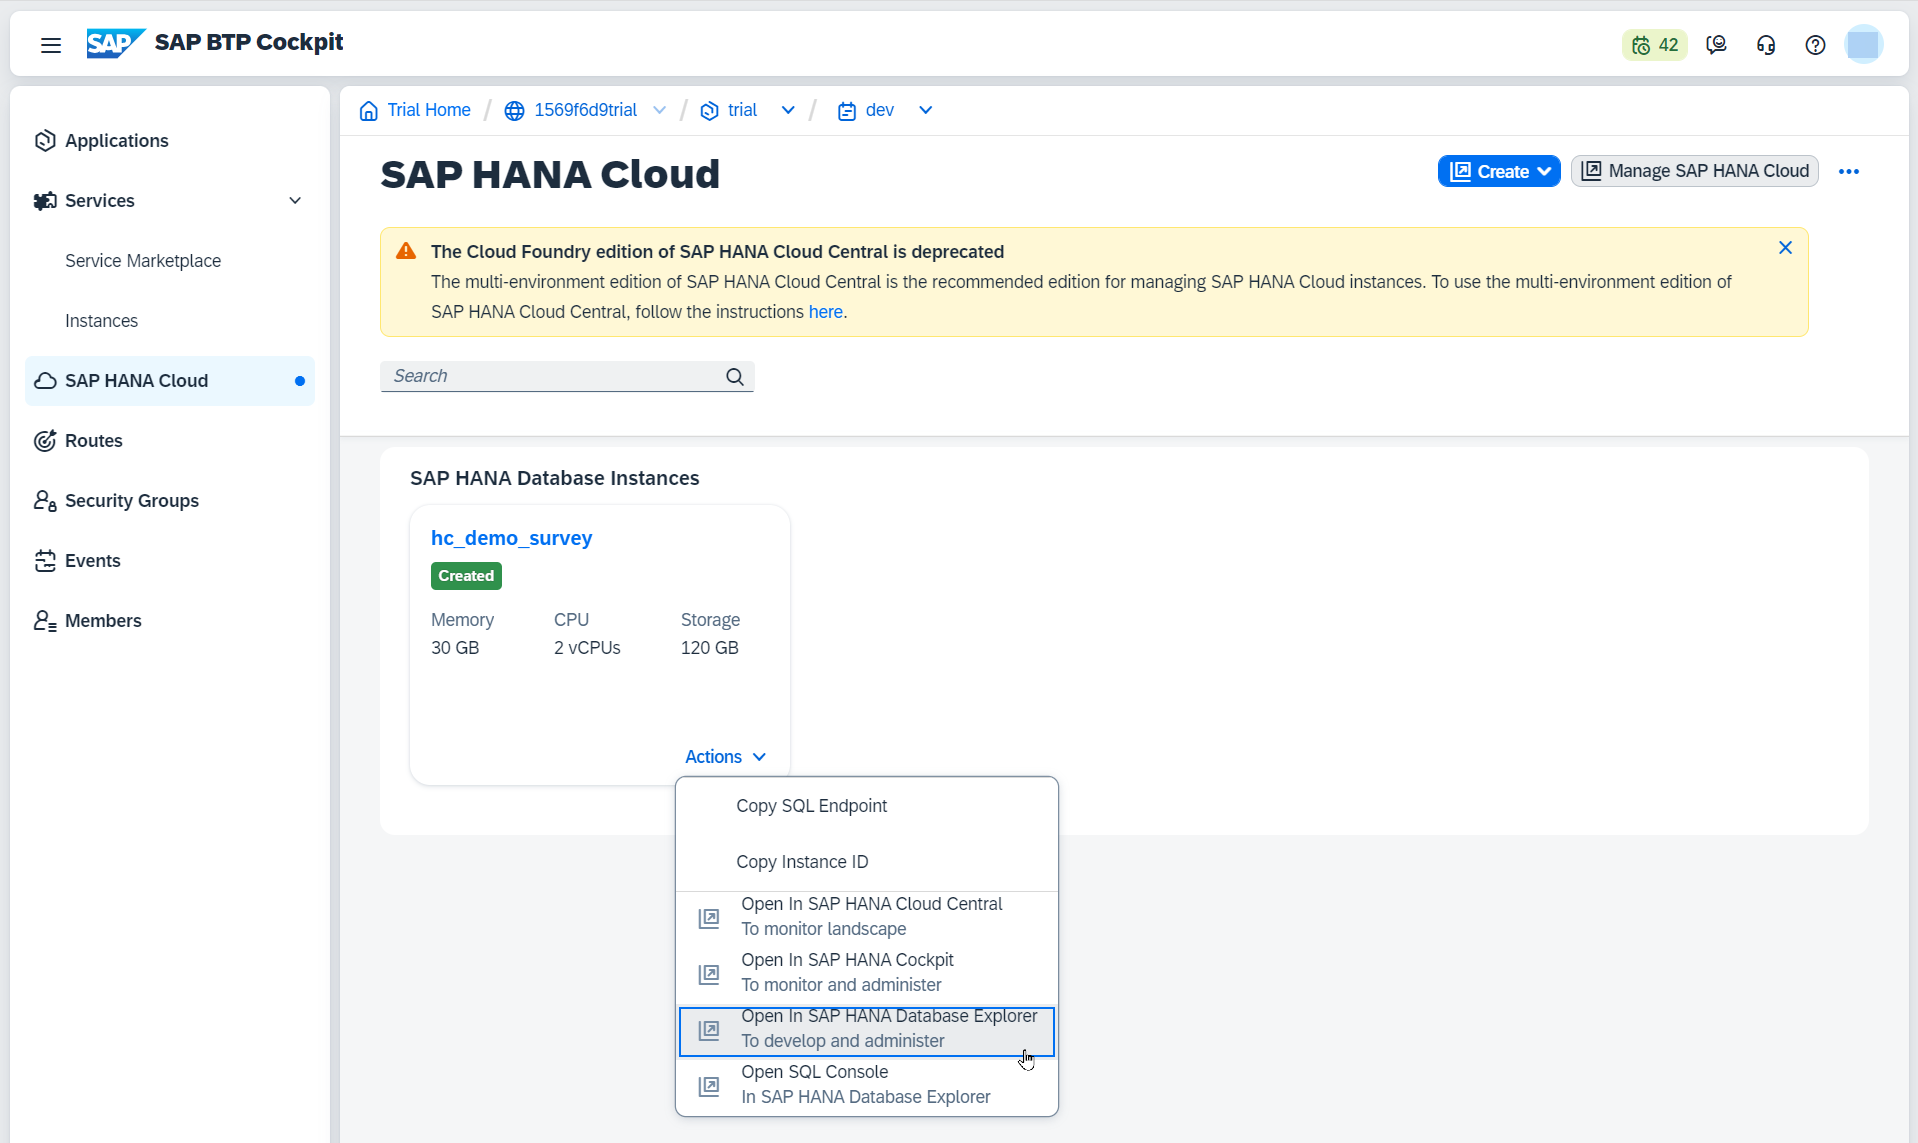 SAP SAP BTP Cockpit
42
Applications
Services
Service Marketplace
Instances
SAP HANA Cloud
Routes
Security Groups
Events
Members
Trial Home / 1569f6d9trial / trial / dev
SAP HANA Cloud
Create
Manage SAP HANA Cloud
The Cloud Foundry edition of SAP HANA Cloud Central is deprecated
The multi-environment edition of SAP HANA Cloud Central is the recommended edition for managing SAP HANA Cloud instances. To use the multi-environment edition of
SAP HANA Cloud Central, follow the instructions here.
Search
SAP HANA Database Instances
hc_demo_survey
Created
Memory CPU Storage
30 GB 2 vCPUs 120 GB
Actions
Copy SQL Endpoint
Copy Instance ID
Open In SAP HANA Cloud Central
To monitor landscape
Open In SAP HANA Cockpit
To monitor and administer
Open In SAP HANA Database Explorer
To develop and administer
Open SQL Console
In SAP HANA Database Explorer